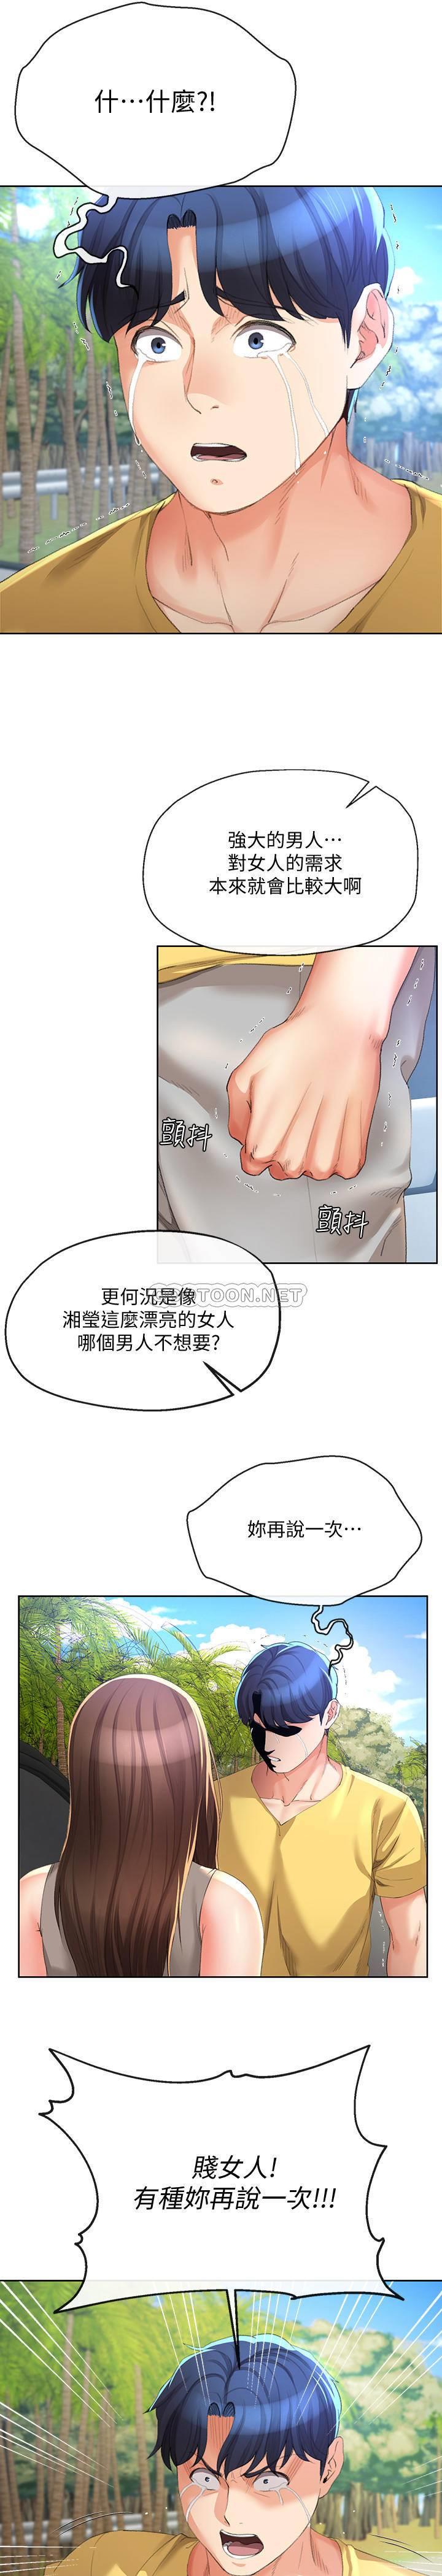 什…什麼?!
強大的男人…
對女人的需求
本來就會比較大啊
顫抖
顫抖
更何況是像
湘瑩這麼漂亮的女人
哪個男人不想要?
妳再說一次…
賤女人!
有種妳再說一次!!!